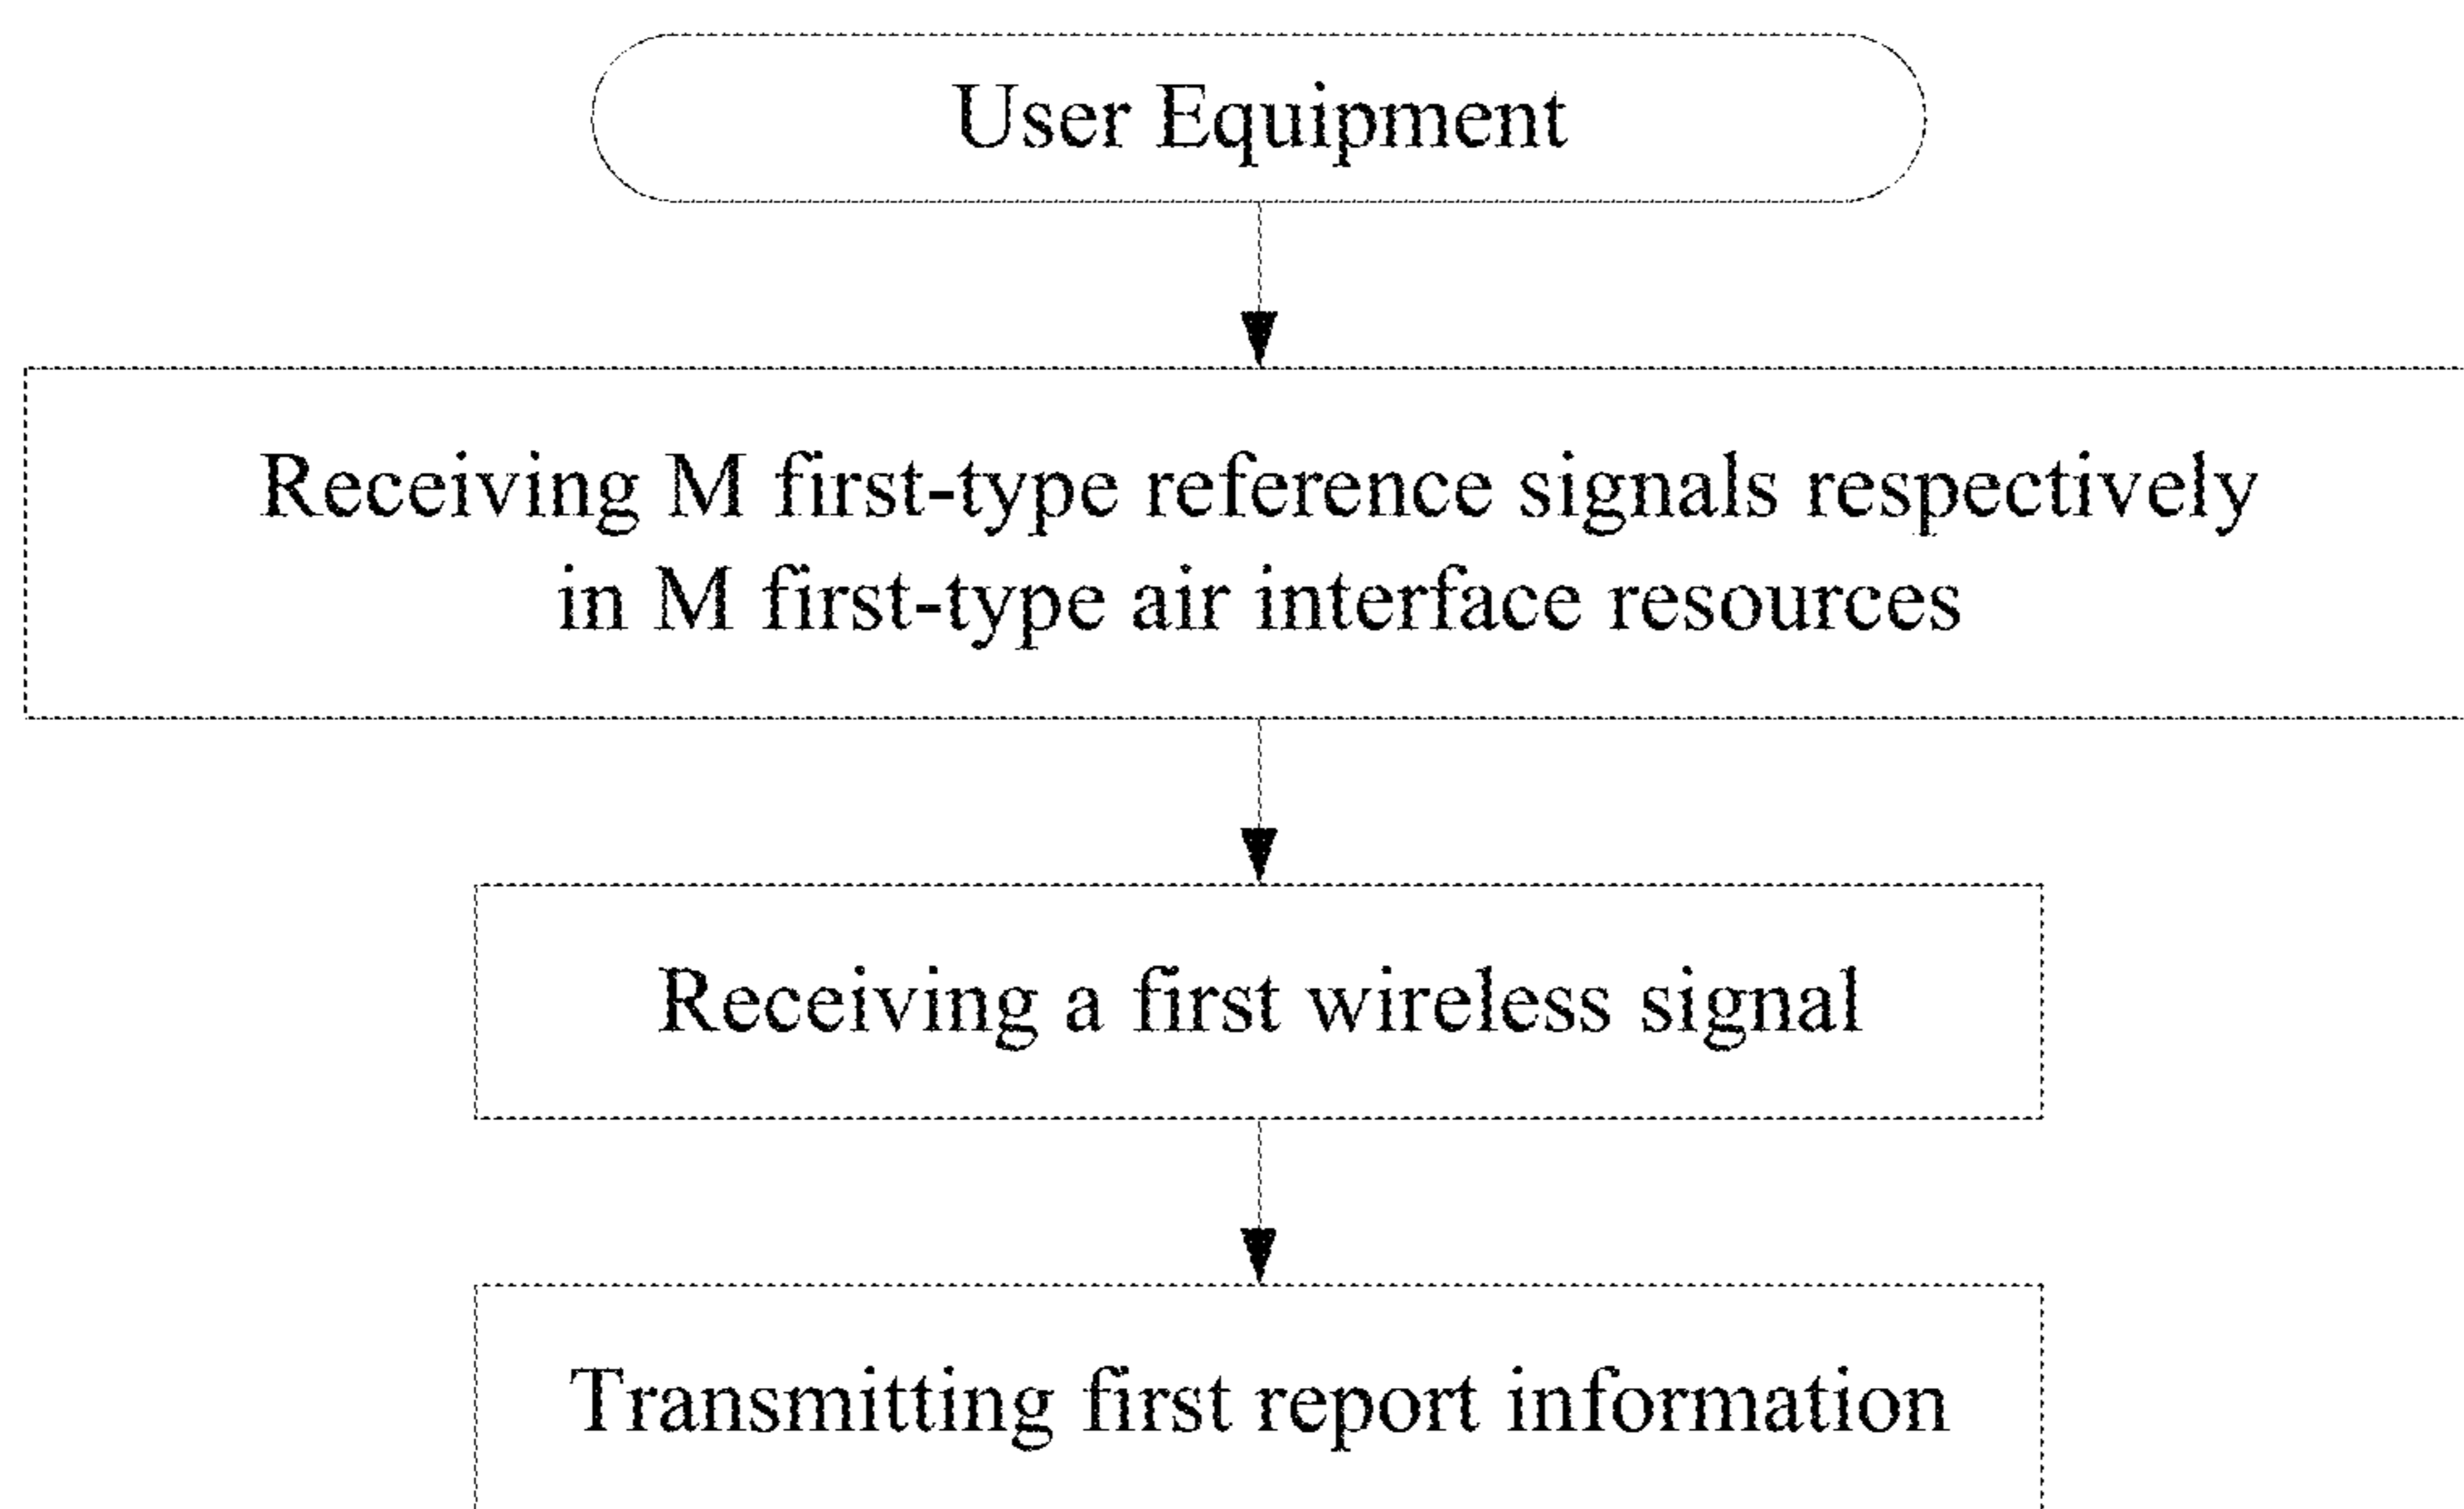 User Equipment
Receiving M first-type reference signals respectively
in M first-type air interface resources
Receiving a first wireless signal
Transmitting first report information